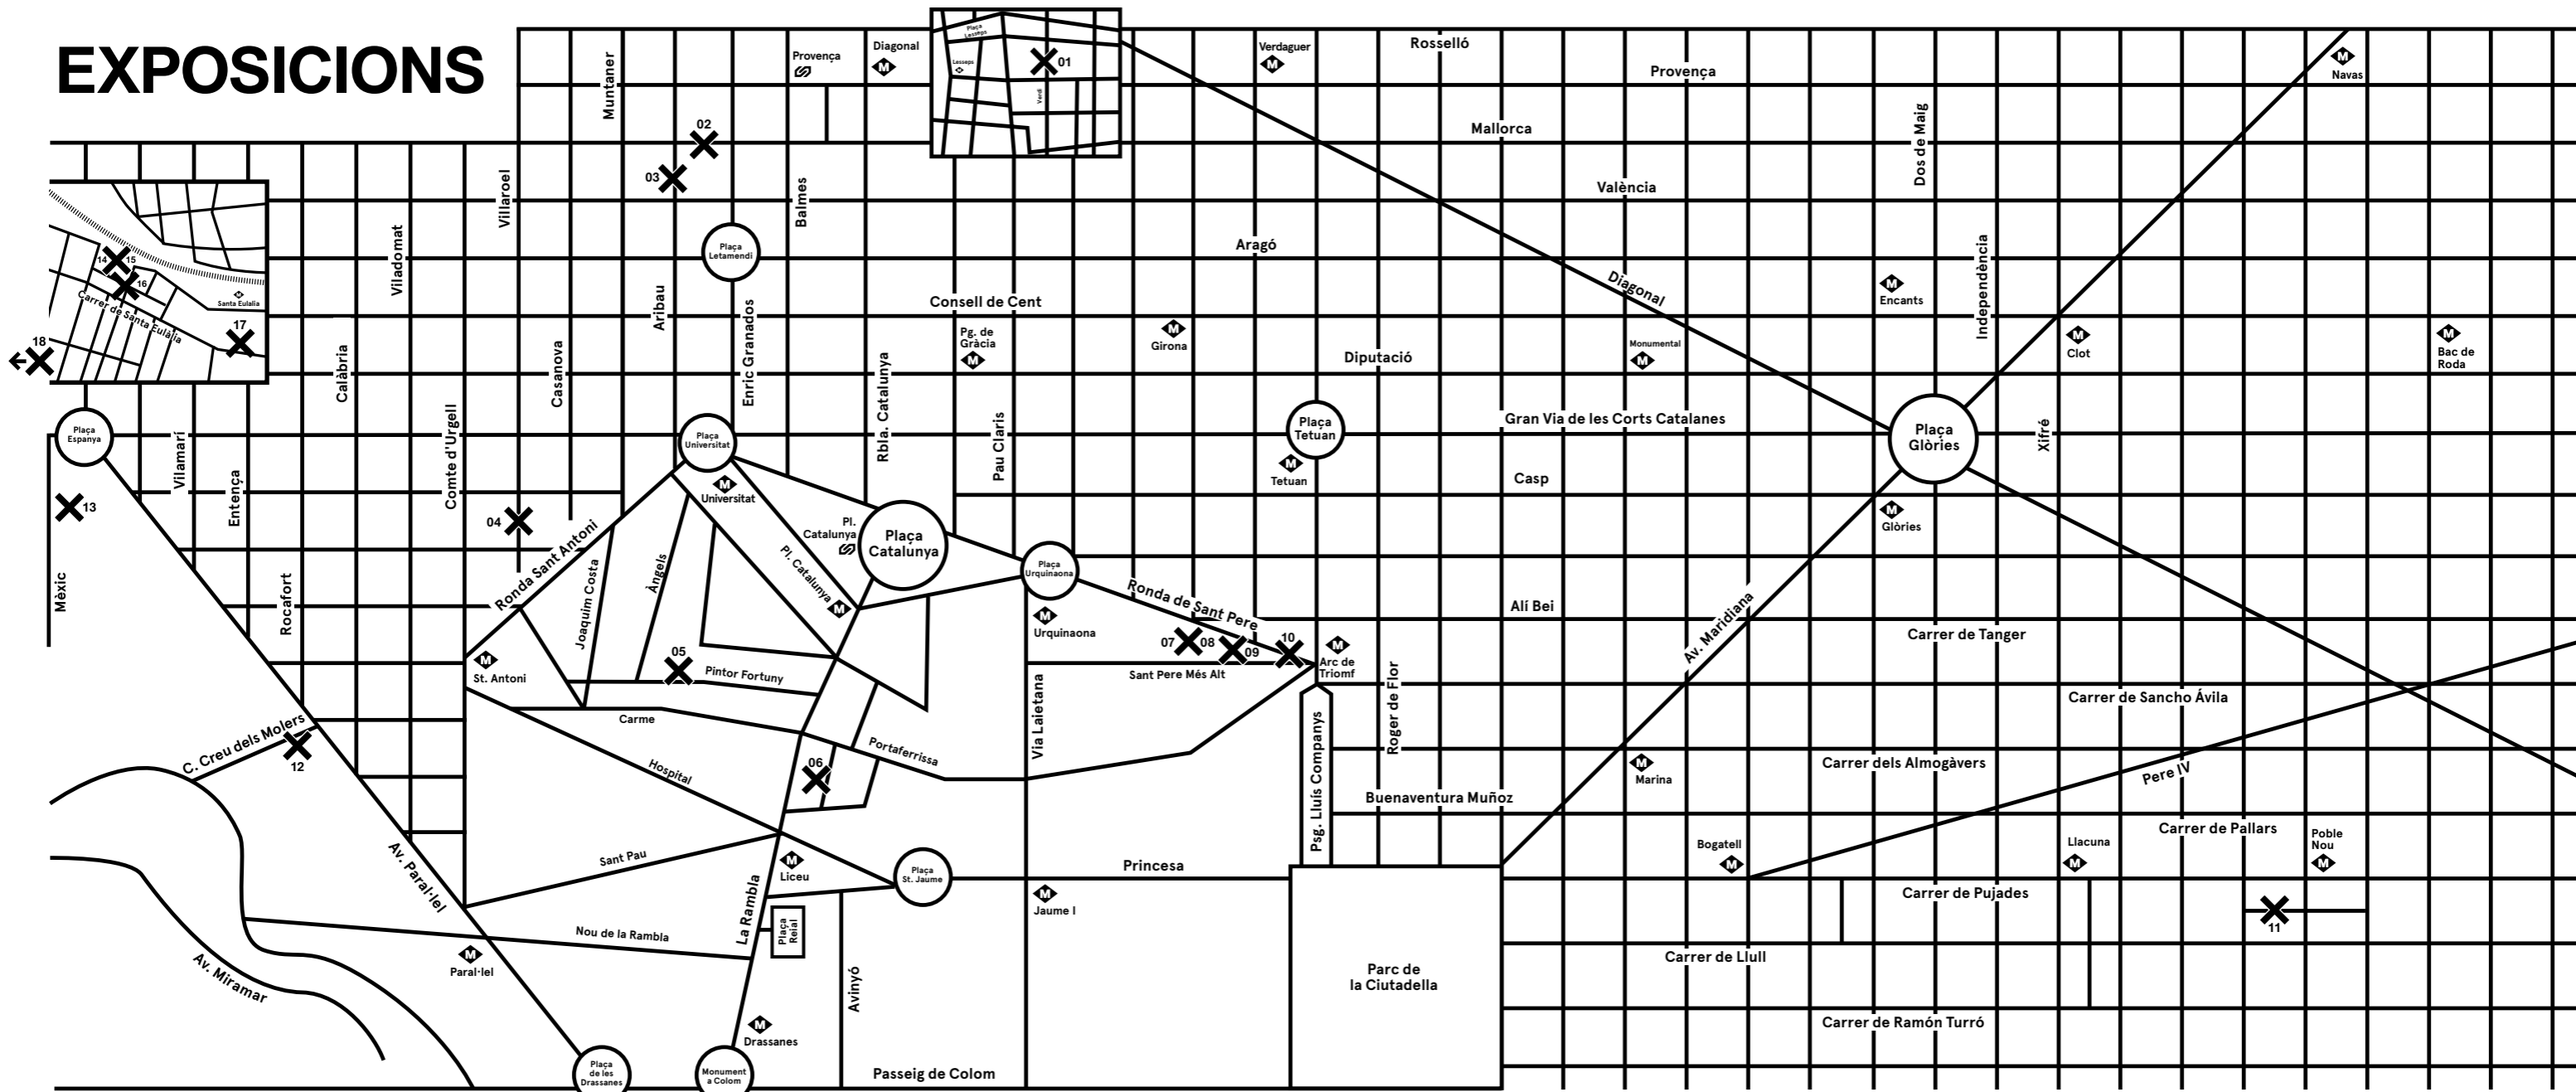 EXPOSICIONS
Muntaner
Provença
Diagonal
Plaça
Lesseps
Lesseps
01
Verdi
Verdaguer
Rosselló
Provença
Navas
02
Mallorca
Dos de Maig
03
Villaroel
Balmes
València
Viladomat
Plaça
Letamendi
Aragó
14
15
16
Santa Eulalia
Carrer de Santa Eulàlia
17
18
Aribau
Enric Granados
Consell de Cent
Diagonal
Encants
Independència
Calàbria
Casanova
Rbla. Catalunya
Pg. de
Gràcia
Girona
Diputació
Monumental
Clot
Bac de
Roda
Plaça
Espanya
Vilamarí
Entença
Comte d'Urgell
Plaça
Universitat
Pau Claris
Plaça
Tetuan
Gran Via de les Corts Catalanes
Plaça
Glòries
Xifré
Universitat
Tetuan
Casp
13
04
Pl.
Catalunya
Plaça
Catalunya
Glòries
Mèxic
Rocafort
Ronda Sant Antoni
Joaquim Costa
Àngels
Pl. Catalunya
Plaça
Urquinaona
Ronda de Sant Pere
Alí Bei
Av. Maridiana
Urquinaona
Carrer de Tanger
07
08
09
10
St. Antoni
05
Pintor Fortuny
Sant Pere Més Alt
Arc de
Triomf
Roger de Flor
Carrer de Sancho Ávila
C. Creu dels Molers
12
Carme
Via Laietana
Psg. Lluís Companys
Hospital
Portaferrissa
06
Marina
Carrer dels Almogàvers
Pere IV
Buenaventura Muñoz
Carrer de Pallars
Av. Paral·lel
Sant Pau
Liceu
Plaça
St. Jaume
Princesa
Bogatell
Llacuna
Poble
Nou
Jaume I
Carrer de Pujades
11
La Rambla
Plaça
Reial
Nou de la Rambla
Paral·lel
Av. Miramar
Avinyó
Carrer de Llull
Parc de
la Ciutadella
Drassanes
Carrer de Ramón Turró
Plaça
de les
Drassanes
Monument
a Colom
Passeig de Colom